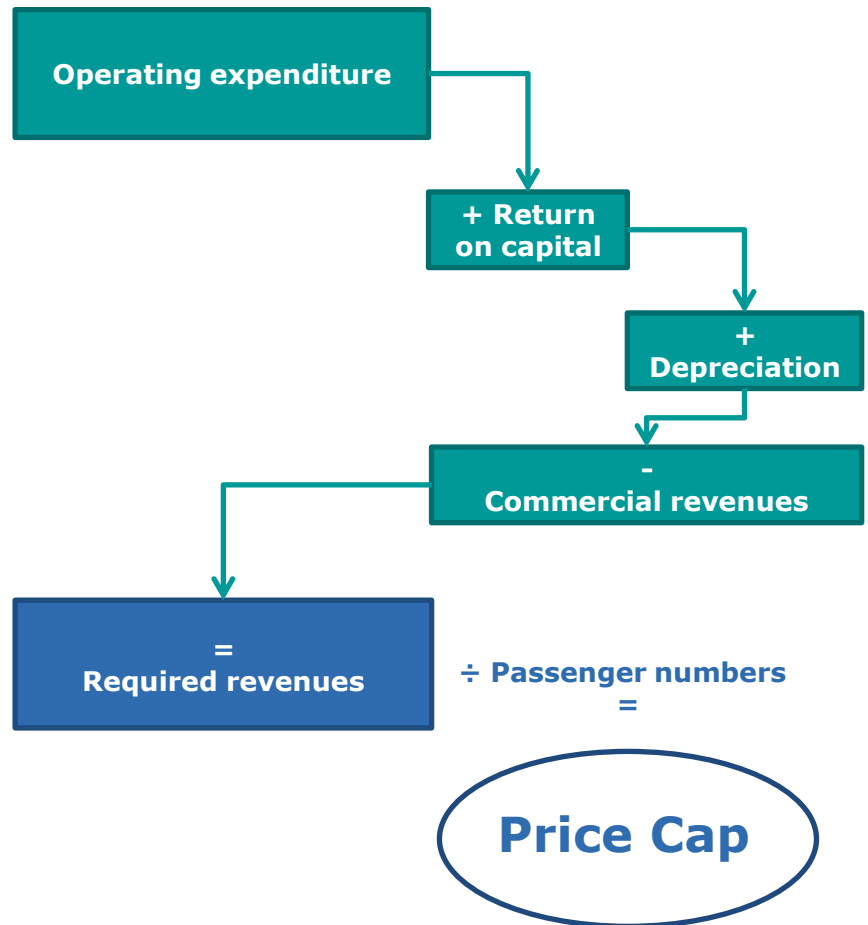 Operating expenditure
+ Return
on capital
+
Depreciation
-
Commercial revenues
=
Required revenues
÷ Passenger numbers
=
Price Cap